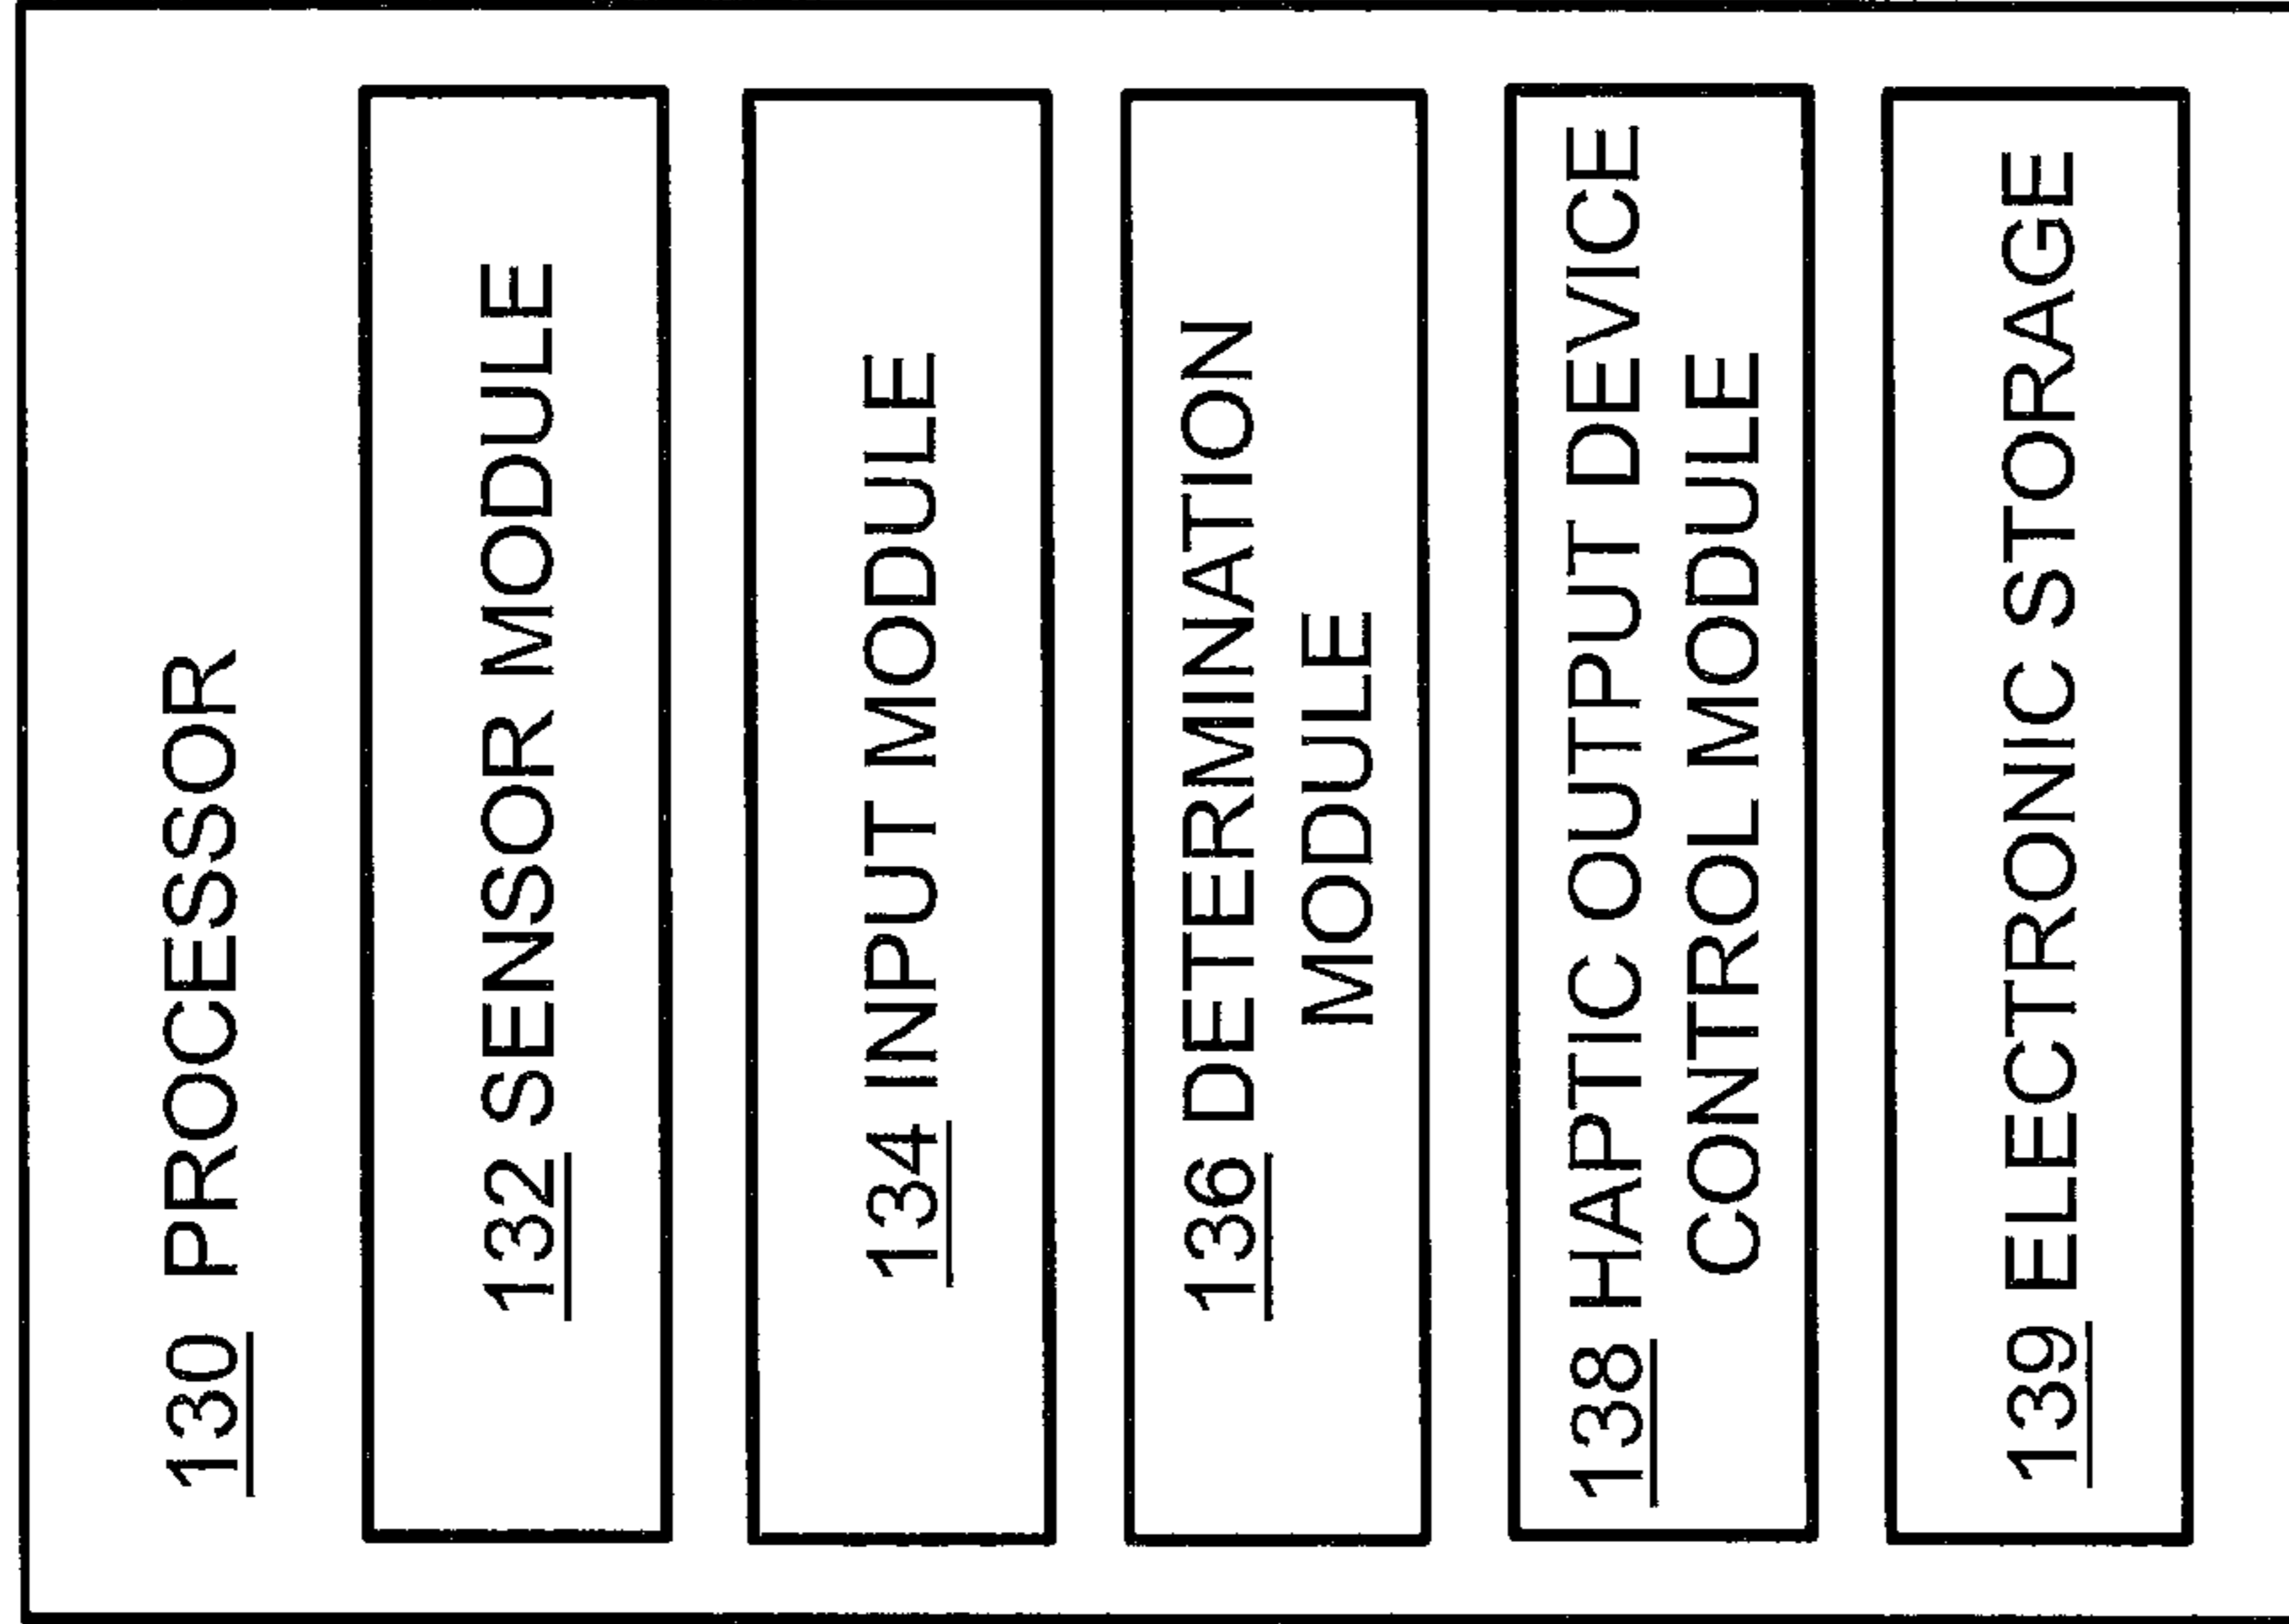 130 PROCESSOR
132 SENSOR MODULE
134 INPUT MODULE
136 DETERMINATION
MODULE
138 HAPTIC OUTPUT DEVICE
CONTROL MODULE
139 ELECTRONIC STORAGE